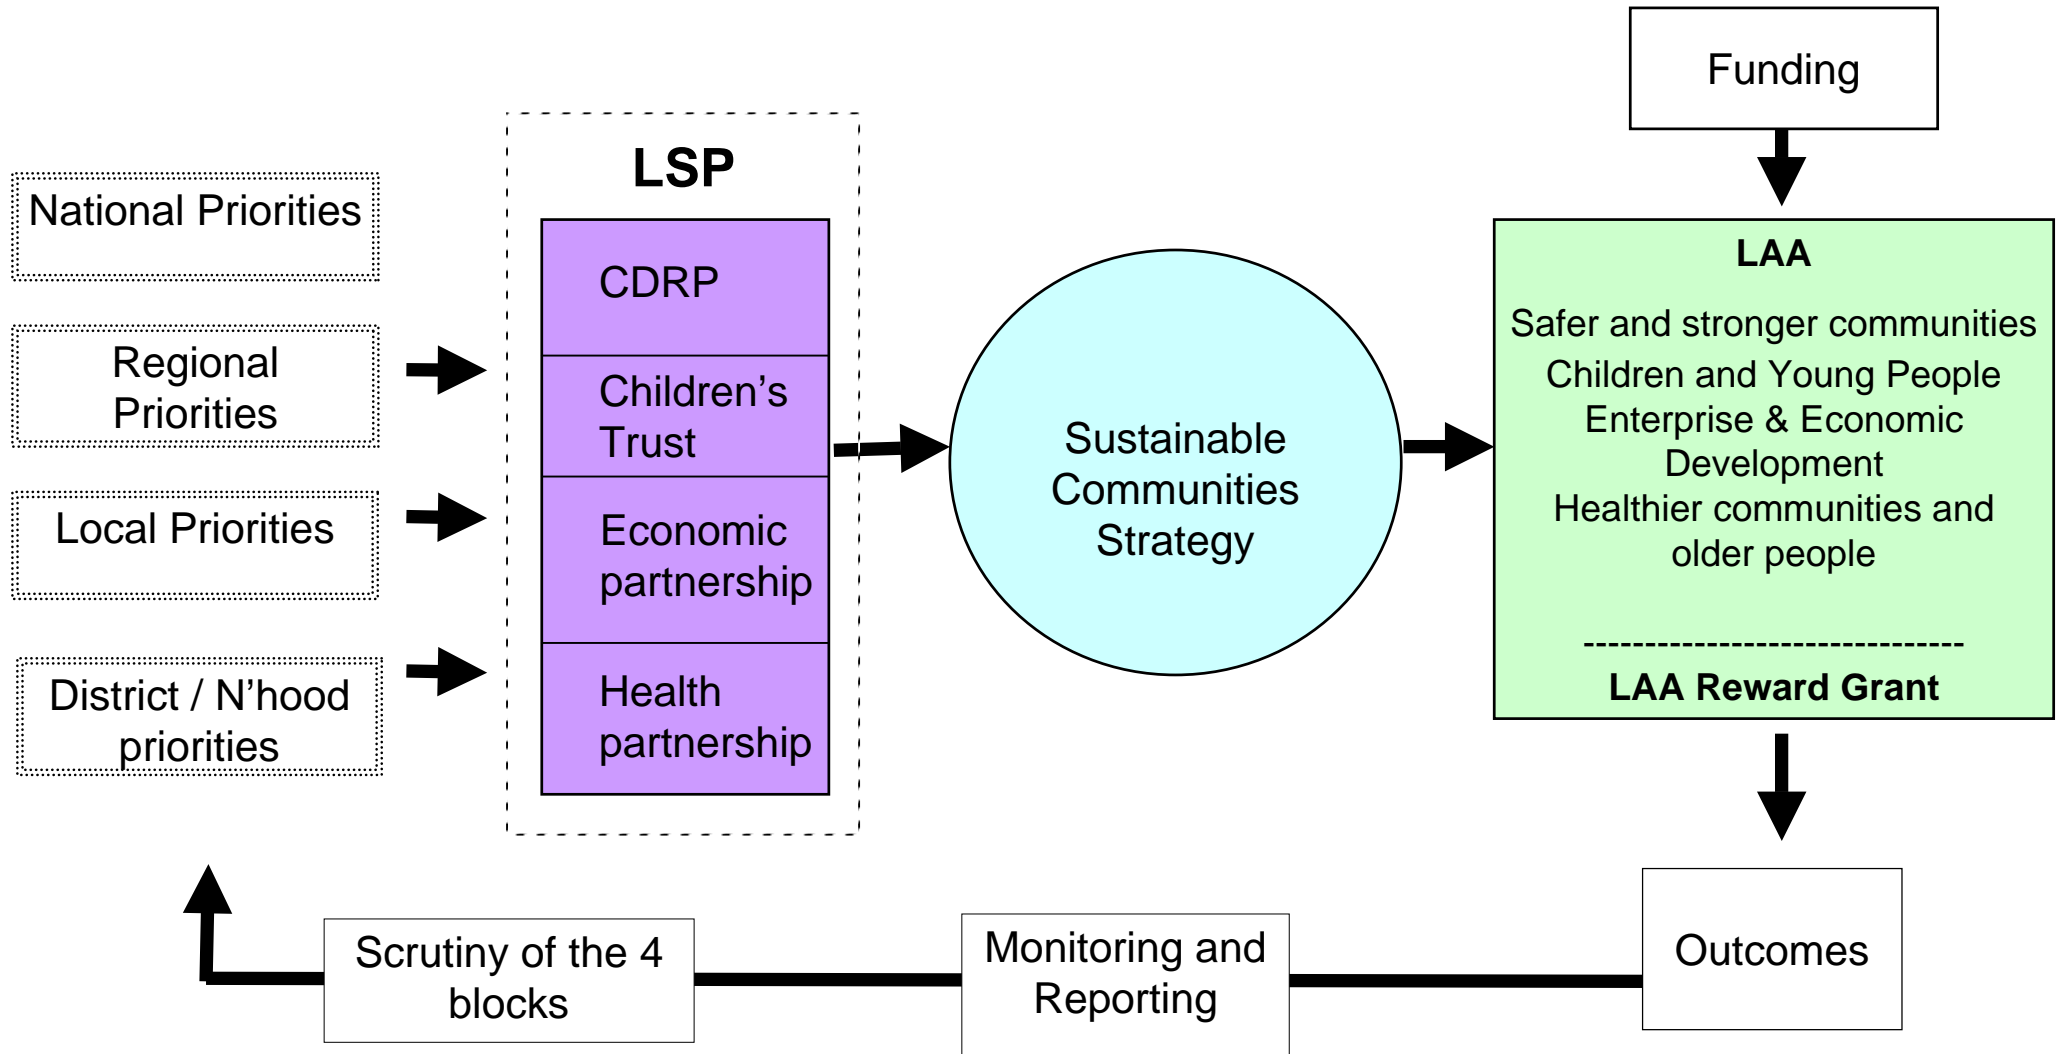 National Priorities
Regional
Priorities
Local Priorities
District / N'hood
priorities
LSP
CDRP
Children’s
Trust
Economic
partnership
Health
partnership
Sustainable
Communities
Strategy
Funding
LAA
Safer and stronger communities
Children and Young People
Enterprise & Economic
Development
Healthier communities and
older people
-------------------------------
LAA Reward Grant
Outcomes
Monitoring and
Reporting
Scrutiny of the 4
blocks